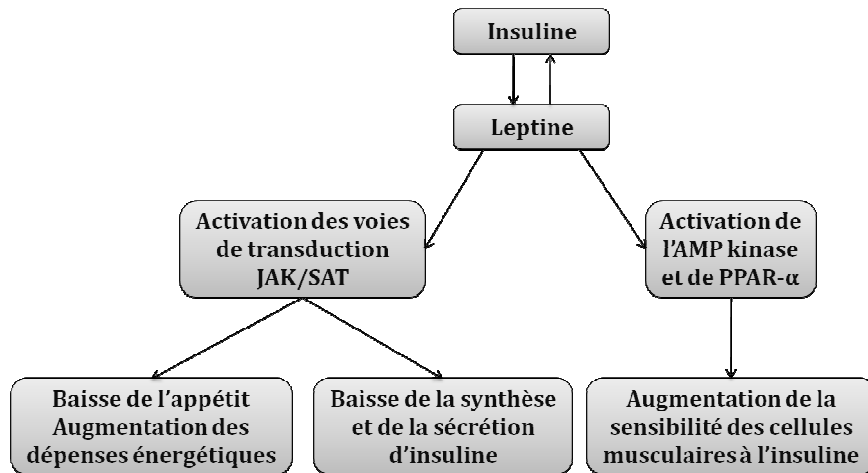 Insuline
Leptine
Activation des voies
de transduction
JAK/SAT
Activation de
l'AMP kinase
et de PPAR-α
Baisse de l'appétit
Augmentation des
dépenses énergétiques
Baisse de la synthèse
et de la sécrétion
d'insuline
Augmentation de la
sensibilité des cellules
musculaires à l'insuline